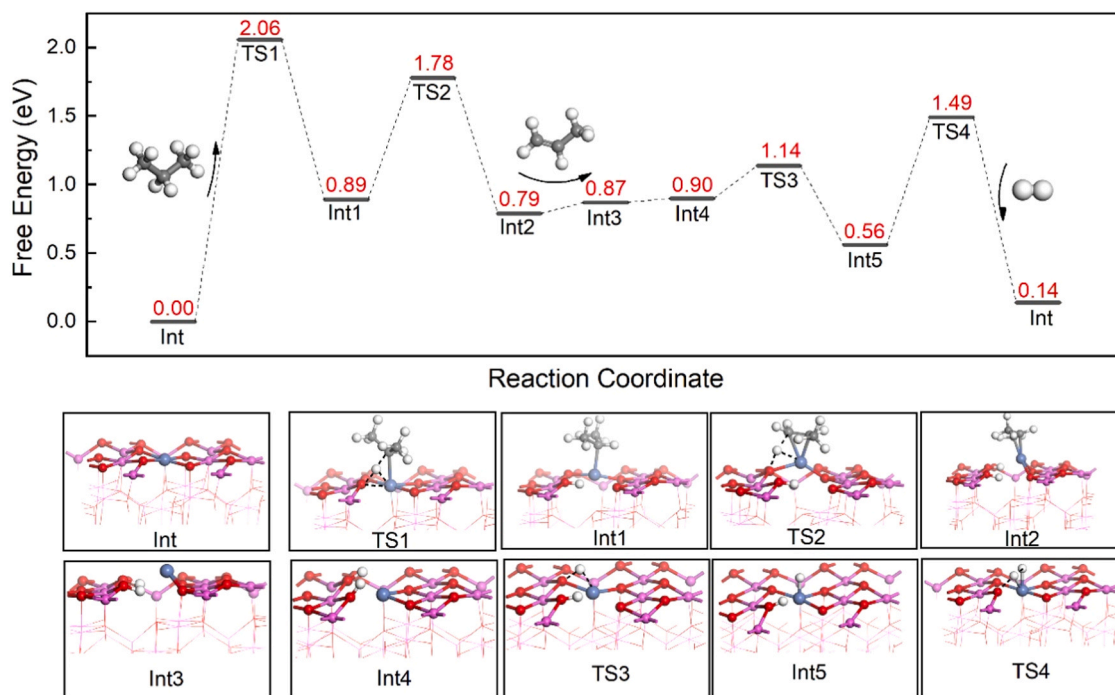 Free Energy (eV)
2.0
1.5
1.0
0.5
0.0
0.00
Int
2.06
TS1
0.89
Int1
1.78
TS2
0.79
Int2
0.87
Int3
0.90
Int4
1.14
TS3
0.56
Int5
1.49
TS4
0.14
Int
Reaction Coordinate
Int
TS1
Int1
TS2
Int2
Int3
Int4
TS3
Int5
TS4